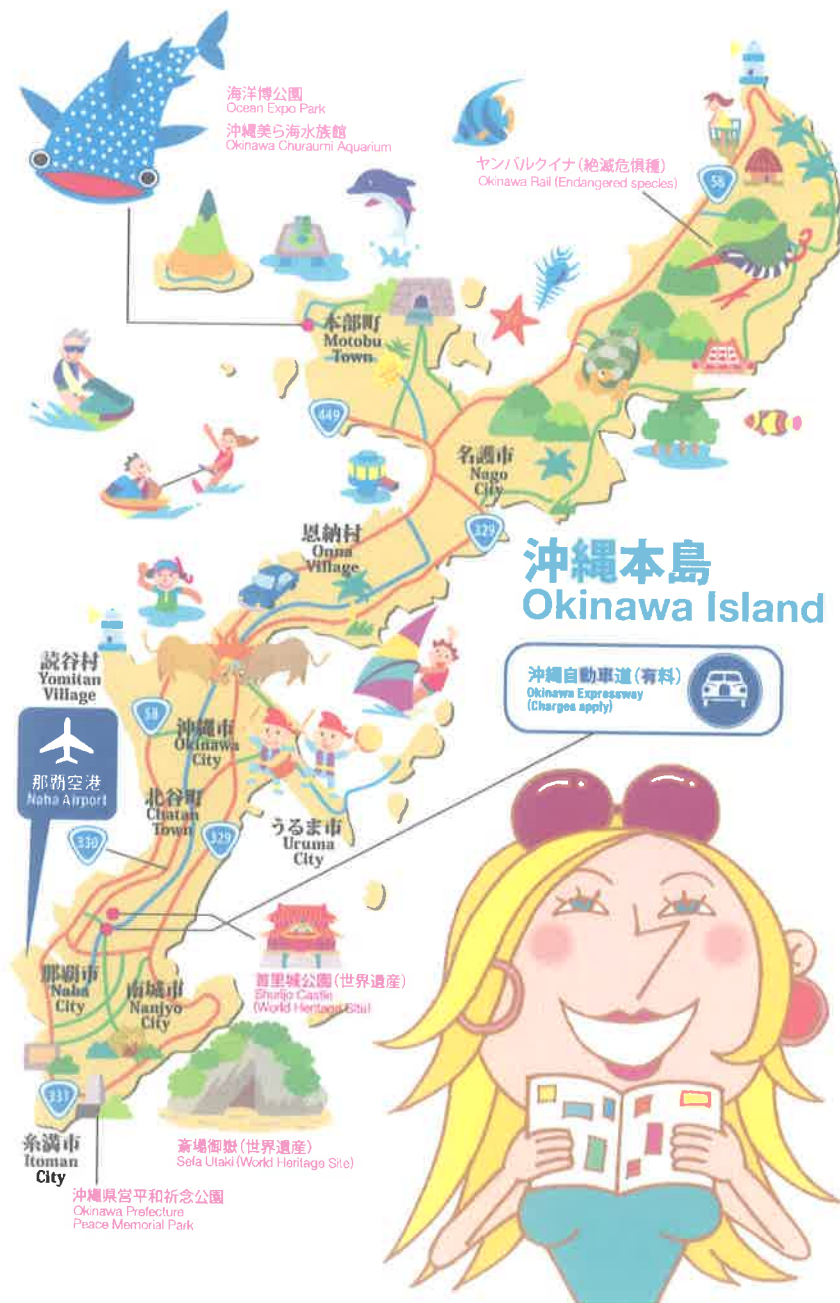 海洋博公園
Ocean Expo Park
沖縄美ら海水族館
Okinawa Churaumi Aquarium
ヤンバルクイナ(絶滅危惧種)
Okinawa Rail (Endangered species)
58
本部町
Motobu
Town
449
名護市
Nago
City
329
恩納村
Onna
Village
沖縄本島
Okinawa Island
沖縄自動車道(有料)
Okinawa Expressway
(Charges apply)
読谷村
Yomitan
Village
58
沖縄市
Okinawa
City
那覇空港
Naha Airport
北谷町
Chatan
Town
330
329
うるま市
Uruma
City
首里城公園(世界遺産)
Shurijo Castle
(World Heritage Site)
那覇市
Naha
City
南城市
Nanjyo
City
331
糸満市
Itoman
City
斎場御嶽(世界遺産)
Sefa Utaki (World Heritage Site)
沖縄県営平和祈念公園
Okinawa Prefecture
Peace Memorial Park